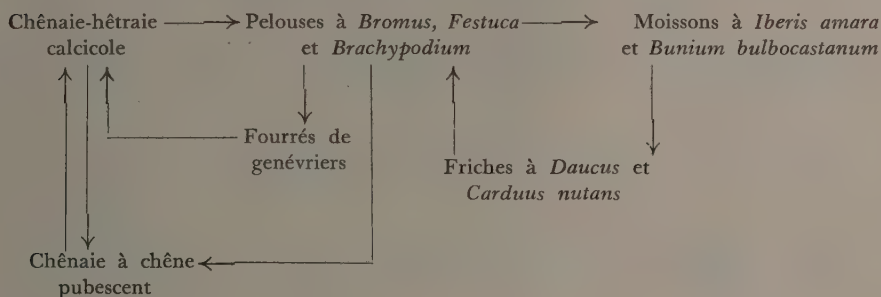 Chênaie-hêtraie
calcicole
Pelouses à Bromus, Festuca
et Brachypodium
Moissons à Iberis amara
et Bunium bulbocastanum
Fourrés de
genévriers
Friches à Daucus et
Carduus nutans
Chênaie à chêne
pubescent